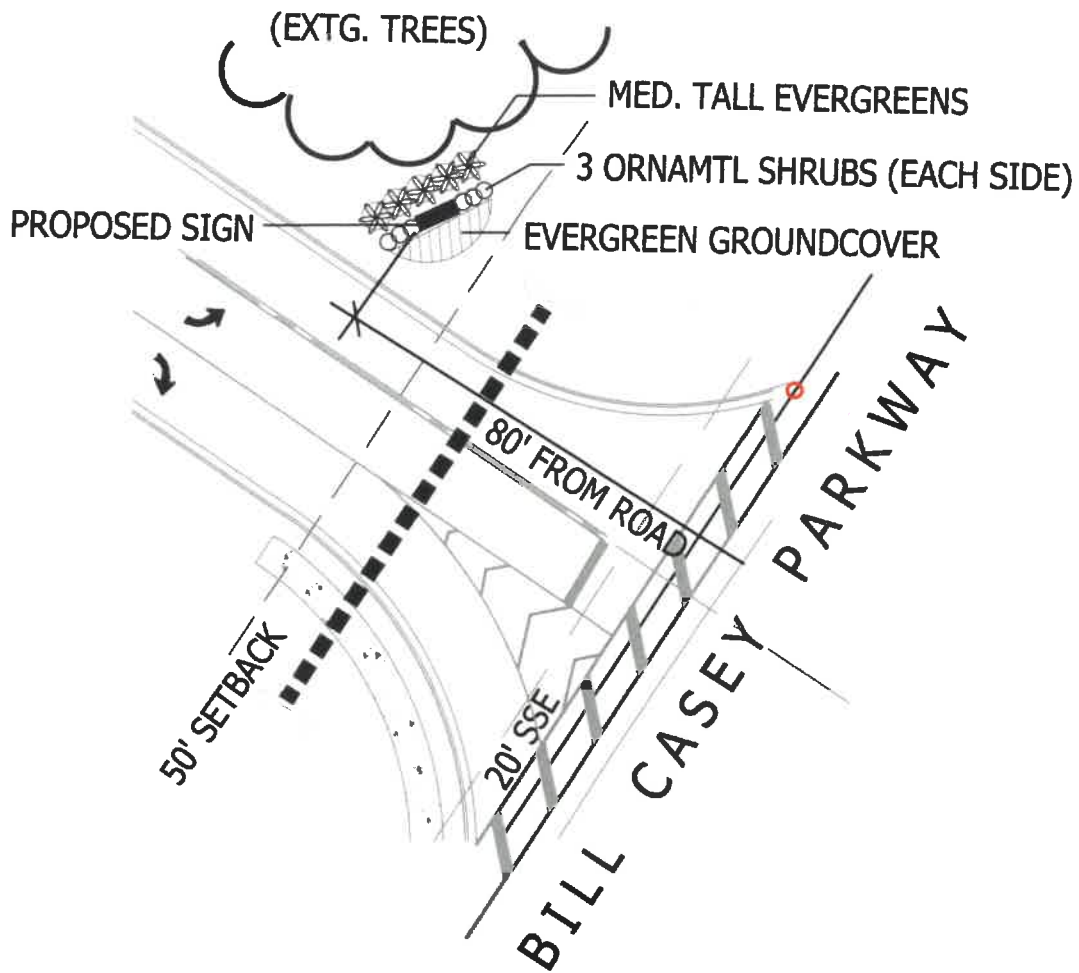 (EXTG. TREES)
MED. TALL EVERGREENS
3 ORNAMTL SHRUBS (EACH SIDE)
PROPOSED SIGN
EVERGREEN GROUNDCOVER
80' FROM ROAD
50' SETBACK
20' SSE
BILL CASEY PARKWAY